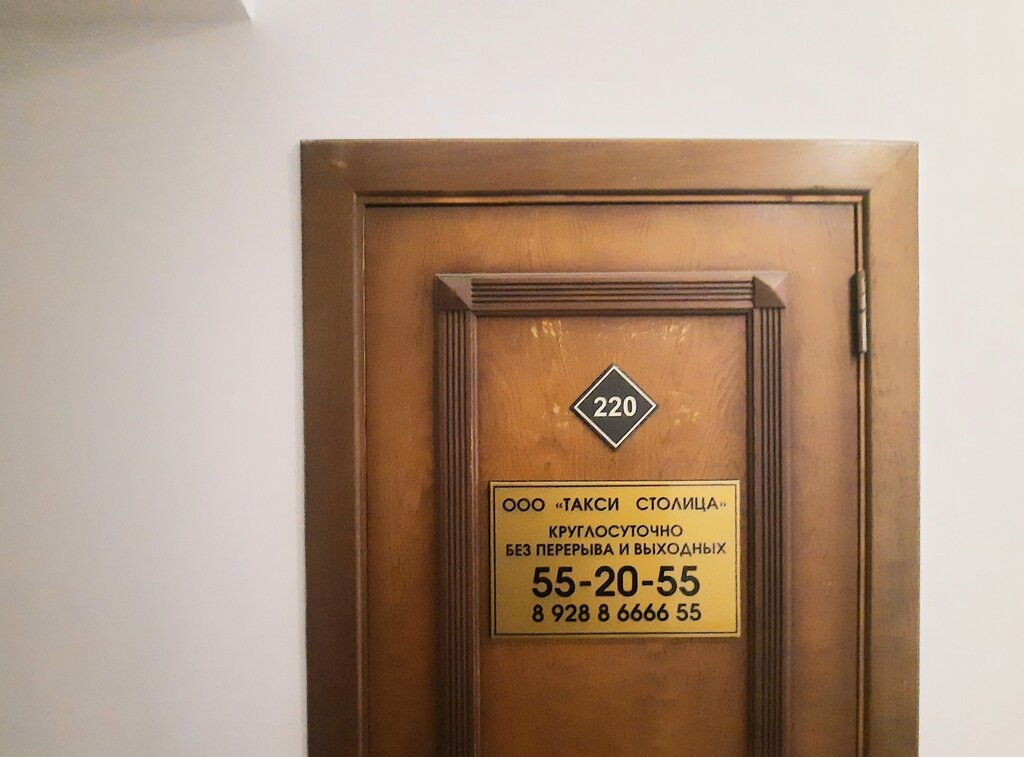 220
ООО «ТАКСИ СТОЛИЦА»
КРУГЛОСУТОЧНО
БЕЗ ПЕРЕРЫВА И ВЫХОДНЫХ
55-20-55
8 928 8 6666 55